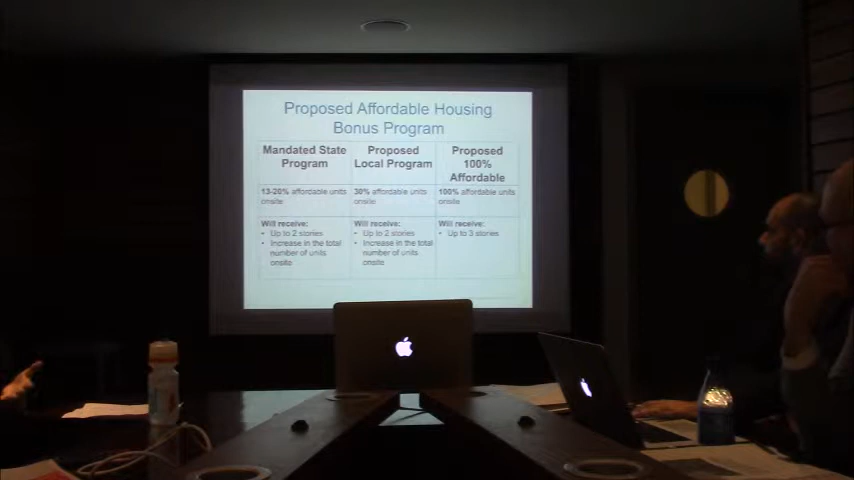 Proposed Affordable Housing
Bonus Program
Mandated State
Program
Proposed
Local Program
Proposed
100%
Affordable
13-20% affordable units
onsite
30% affordable units
onsite
100% affordable units
onsite
Will receive:
• Up to 2 stories
• Increase in the total
number of units
onsite
Will receive:
• Up to 2 stories
• Increase in the total
number of units
onsite
Will receive:
• Up to 3 stories